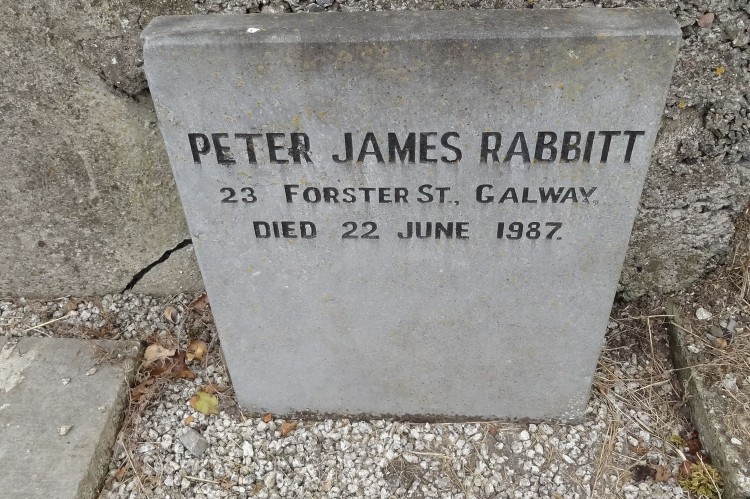 PETER JAMES RABBITT
23 FORSTER ST., GALWAY,
DIED 22 JUNE 1987.